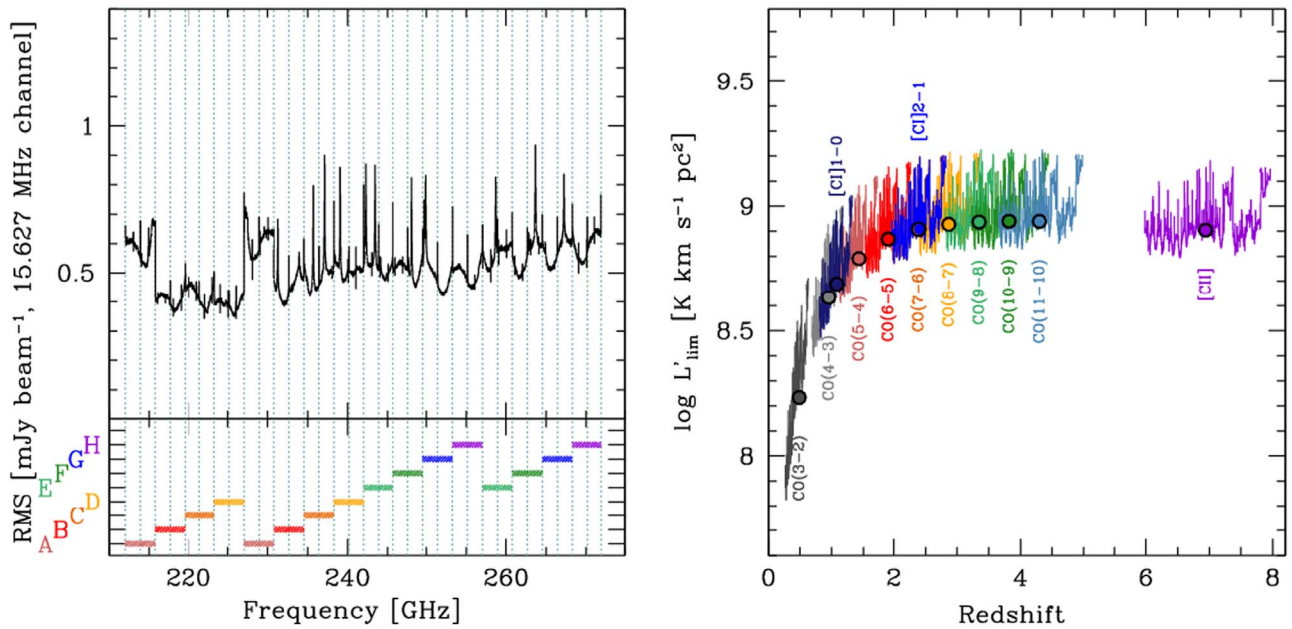 RMS [mJy beam⁻¹, 15.627 MHz channel]
1
0.5
H
G
F
E
D
C
B
A
220
240
260
Frequency [GHz]
log L'lim [K km s⁻¹ pc²]
9.5
9
8.5
8
[CI]1-0
[CI]2-1
CO(3-2)
CO(4-3)
CO(5-4)
CO(6-5)
CO(7-6)
CO(8-7)
CO(9-8)
CO(10-9)
CO(11-10)
[CII]
0
2
4
6
8
Redshift